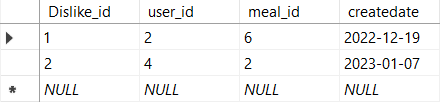 Dislike_id user_id meal_id createdate
1 2 6 2022-12-19
2 4 2 2023-01-07
NULL NULL NULL NULL